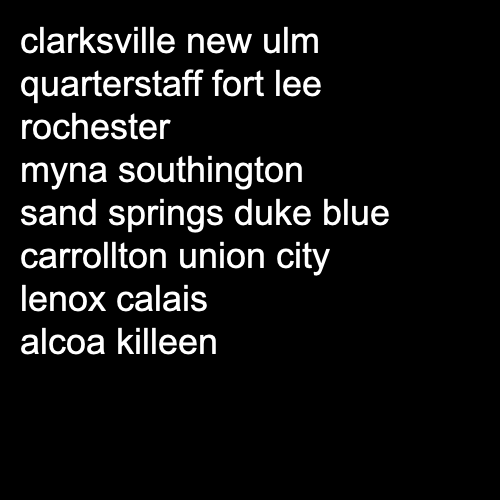 clarksville new ulm
quarterstaff fort lee
rochester
myna southington
sand springs duke blue
carrollton union city
lenox calais
alcoa killeen